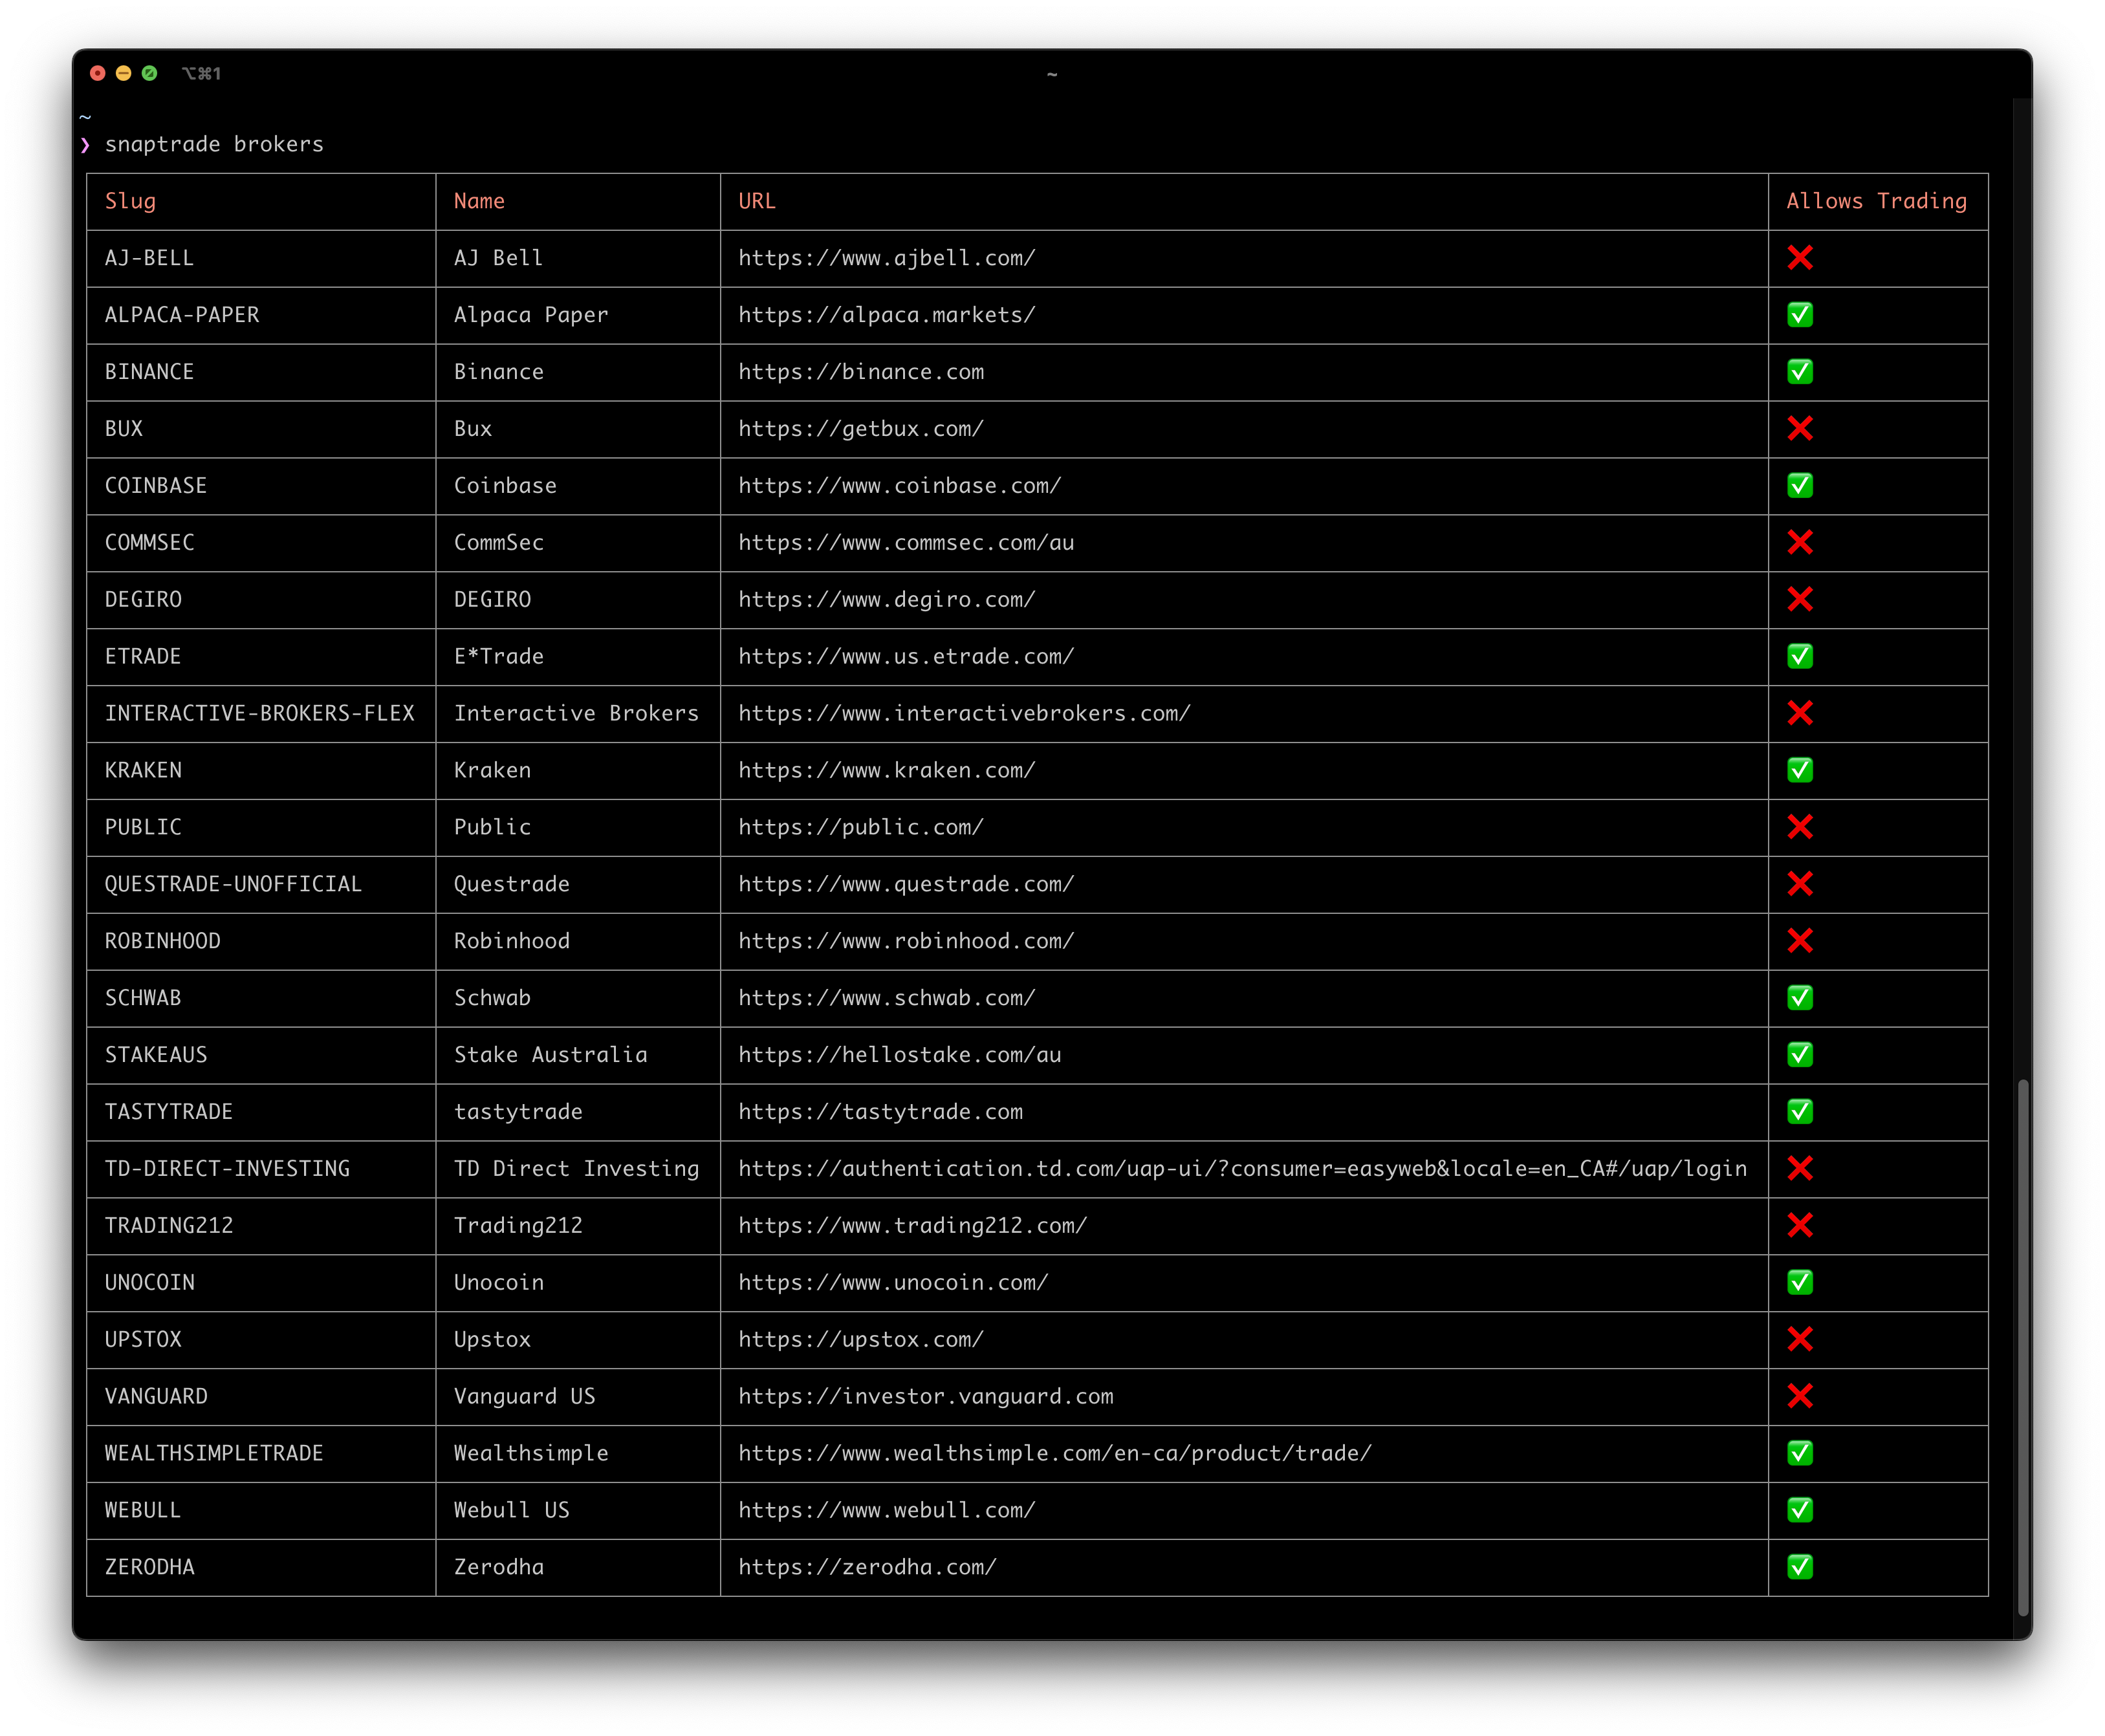 ⌥⌘1 ~
~
❯ snaptrade brokers
Slug Name URL Allows Trading
AJ-BELL AJ Bell https://www.ajbell.com/ ❌
ALPACA-PAPER Alpaca Paper https://alpaca.markets/ ✅
BINANCE Binance https://binance.com ✅
BUX Bux https://getbux.com/ ❌
COINBASE Coinbase https://www.coinbase.com/ ✅
COMMSEC CommSec https://www.commsec.com/au ❌
DEGIRO DEGIRO https://www.degiro.com/ ❌
ETRADE E*Trade https://www.us.etrade.com/ ✅
INTERACTIVE-BROKERS-FLEX Interactive Brokers https://www.interactivebrokers.com/ ❌
KRAKEN Kraken https://www.kraken.com/ ✅
PUBLIC Public https://public.com/ ❌
QUESTRADE-UNOFFICIAL Questrade https://www.questrade.com/ ❌
ROBINHOOD Robinhood https://www.robinhood.com/ ❌
SCHWAB Schwab https://www.schwab.com/ ✅
STAKEAUS Stake Australia https://hellostake.com/au ✅
TASTYTRADE tastytrade https://tastytrade.com ✅
TD-DIRECT-INVESTING TD Direct Investing https://authentication.td.com/uap-ui/?consumer=easyweb&locale=en_CA#/uap/login ❌
TRADING212 Trading212 https://www.trading212.com/ ❌
UNOCOIN Unocoin https://www.unocoin.com/ ✅
UPSTOX Upstox https://upstox.com/ ❌
VANGUARD Vanguard US https://investor.vanguard.com ❌
WEALTHSIMPLETRADE Wealthsimple https://www.wealthsimple.com/en-ca/product/trade/ ✅
WEBULL Webull US https://www.webull.com/ ✅
ZERODHA Zerodha https://zerodha.com/ ✅